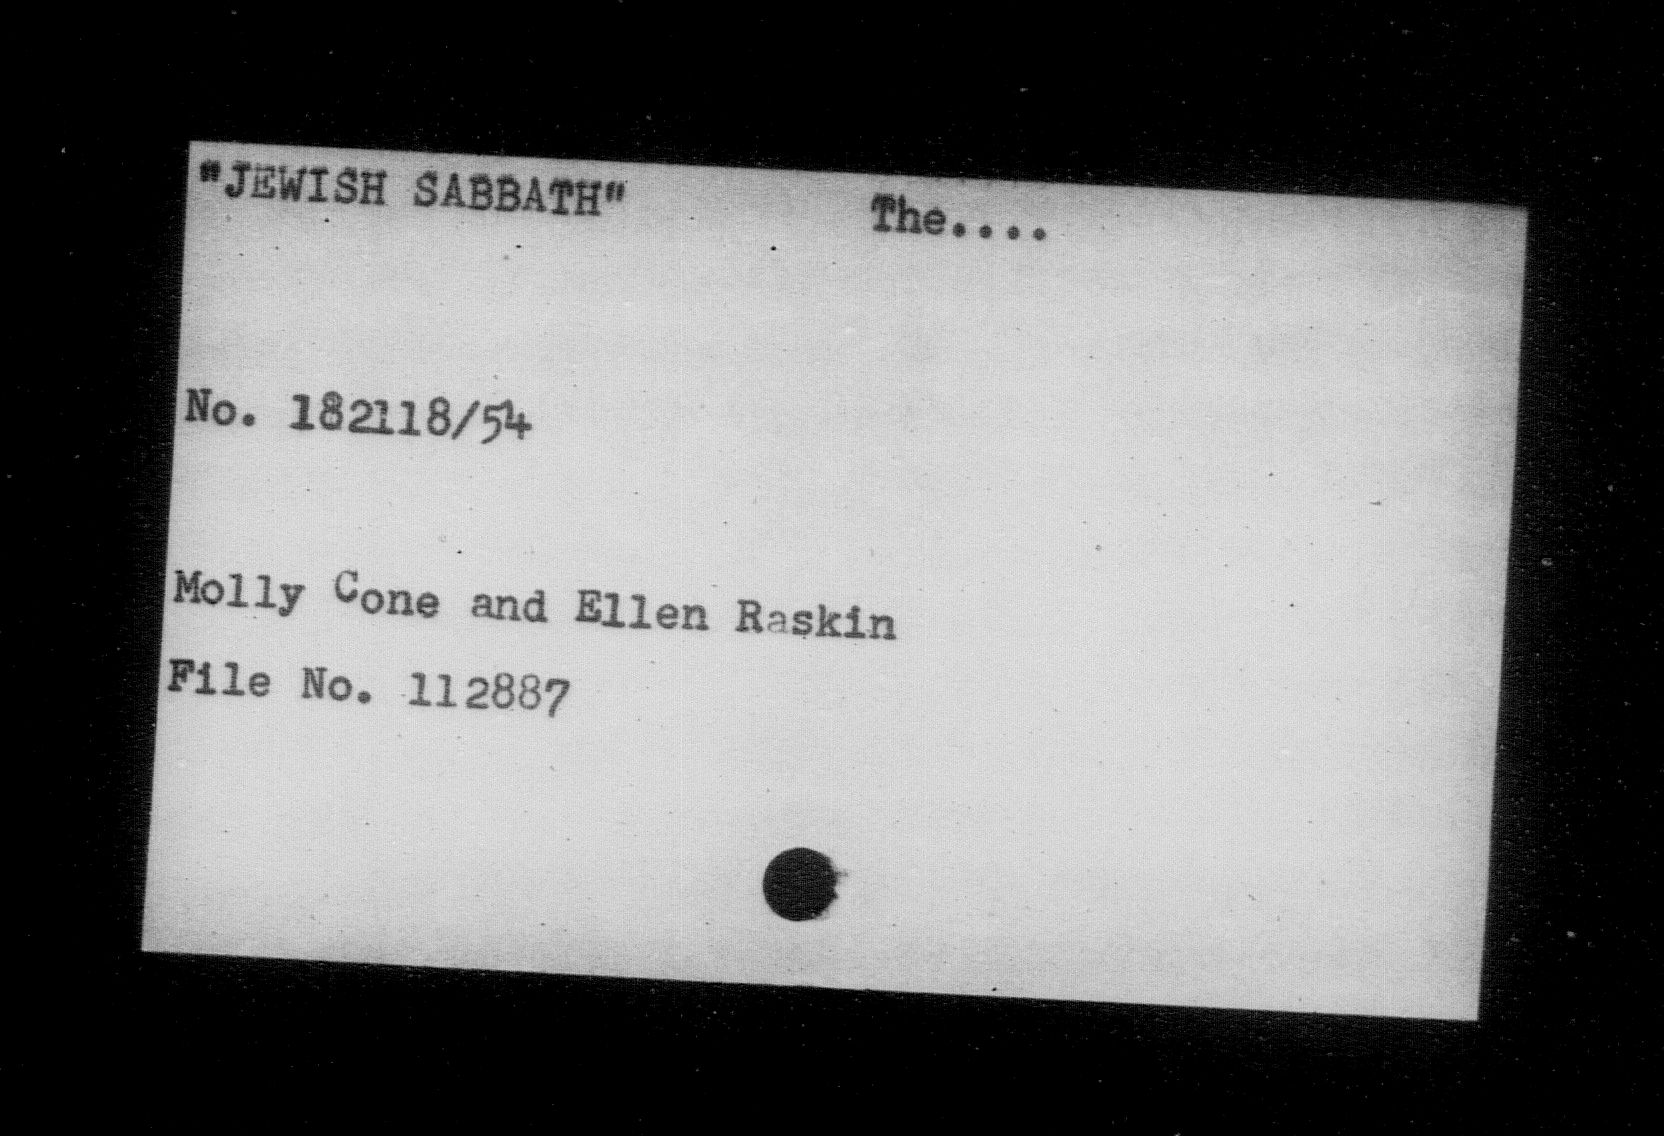 "JEWISH SABBATH" The....
No. 182118/54
Molly Cone and Ellen Raskin
File No. 112887